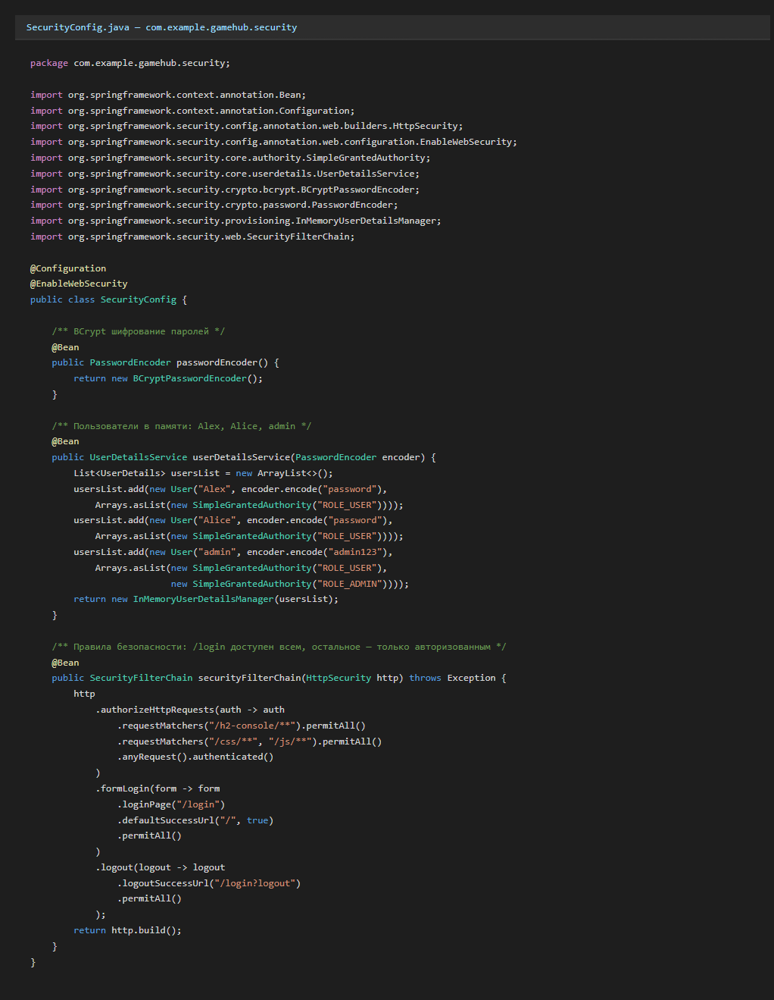 SecurityConfig.java — com.example.gamehub.security
package com.example.gamehub.security;
import org.springframework.context.annotation.Bean;
import org.springframework.context.annotation.Configuration;
import org.springframework.security.config.annotation.web.builders.HttpSecurity;
import org.springframework.security.config.annotation.web.configuration.EnableWebSecurity;
import org.springframework.security.core.authority.SimpleGrantedAuthority;
import org.springframework.security.core.userdetails.UserDetailsService;
import org.springframework.security.crypto.bcrypt.BCryptPasswordEncoder;
import org.springframework.security.crypto.password.PasswordEncoder;
import org.springframework.security.provisioning.InMemoryUserDetailsManager;
import org.springframework.security.web.SecurityFilterChain;
@Configuration
@EnableWebSecurity
public class SecurityConfig {
    /** BCrypt шифрование паролей */
    @Bean
    public PasswordEncoder passwordEncoder() {
        return new BCryptPasswordEncoder();
    }
    /** Пользователи в памяти: Alex, Alice, admin */
    @Bean
    public UserDetailsService userDetailsService(PasswordEncoder encoder) {
        List<UserDetails> usersList = new ArrayList<>();
        usersList.add(new User("Alex", encoder.encode("password"),
            Arrays.asList(new SimpleGrantedAuthority("ROLE_USER"))));
        usersList.add(new User("Alice", encoder.encode("password"),
            Arrays.asList(new SimpleGrantedAuthority("ROLE_USER"))));
        usersList.add(new User("admin", encoder.encode("admin123"),
            Arrays.asList(new SimpleGrantedAuthority("ROLE_USER"),
                          new SimpleGrantedAuthority("ROLE_ADMIN"))));
        return new InMemoryUserDetailsManager(usersList);
    }
    /** Правила безопасности: /login доступен всем, остальное — только авторизованным */
    @Bean
    public SecurityFilterChain securityFilterChain(HttpSecurity http) throws Exception {
        http
            .authorizeHttpRequests(auth -> auth
                .requestMatchers("/h2-console/**").permitAll()
                .requestMatchers("/css/**", "/js/**").permitAll()
                .anyRequest().authenticated()
            )
            .formLogin(form -> form
                .loginPage("/login")
                .defaultSuccessUrl("/", true)
                .permitAll()
            )
            .logout(logout -> logout
                .logoutSuccessUrl("/login?logout")
                .permitAll()
            );
        return http.build();
    }
}